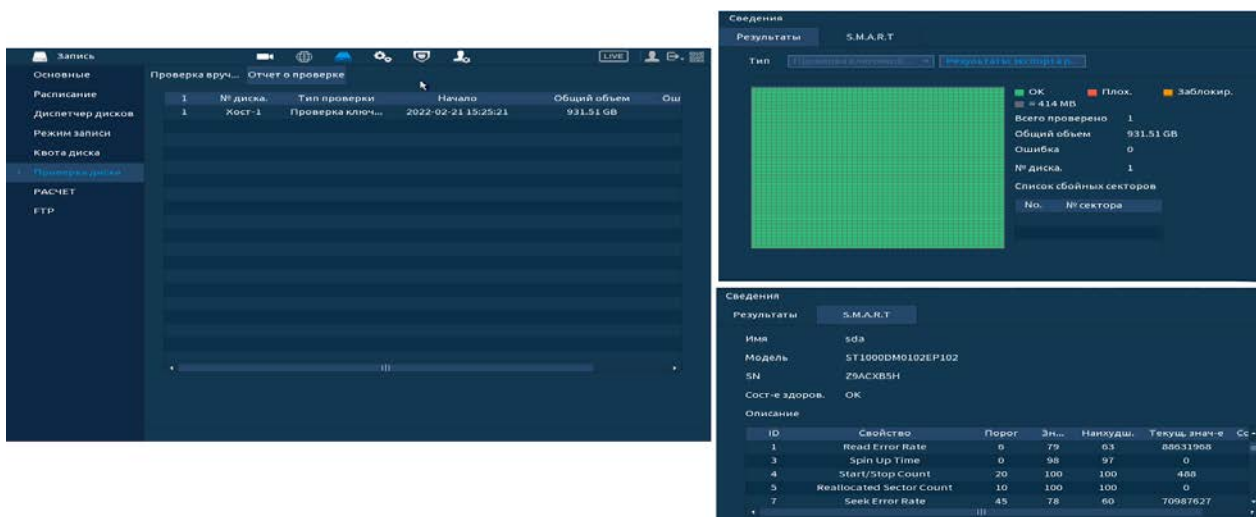 Запись
LIVE
Основные
Расписание
Диспетчер дисков
Режим записи
Квота диска
Проверка диска
РАСЧЕТ
FTP
Проверка вруч... Отчет о проверке
1 № диска. Тип проверки Начало Общий объем Ош
1 Хост-1 Проверка ключ... 2022-02-21 15:25:21 931.51 GB
Сведения
Результаты S.M.A.R.T
Тип
OK Плох. Заблокир.
= 414 MB
Всего проверено 1
Общий объем 931.51 GB
Ошибка 0
№ диска. 1
Список сбойных секторов
No. № сектора
Сведения
Результаты S.M.A.R.T
Имя sda
Модель ST1000DM0102EP102
SN Z9ACXB5H
Сост-е здоров. OK
Описание
ID Свойство Порог Зн... Наихудш. Текущ. знач-е Сс
1 Read Error Rate 6 79 63 88631968
3 Spin Up Time 0 98 97 0
4 Start/Stop Count 20 100 100 488
5 Reallocated Sector Count 10 100 100 0
7 Seek Error Rate 45 78 60 70987627